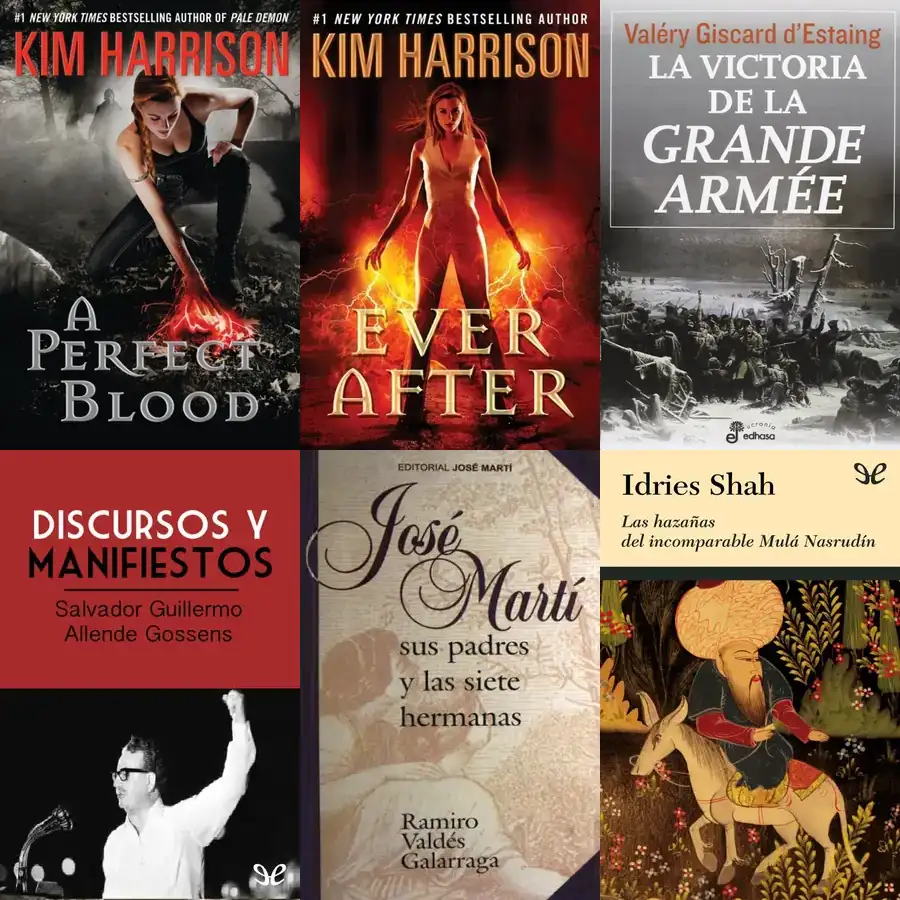 #1 NEW YORK TIMES BESTSELLING AUTHOR OF PALE DEMON
KIM HARRISON
A
PERFECT
BLOOD
#1 NEW YORK TIMES BESTSELLING AUTHOR
KIM HARRISON
EVER
AFTER
Valéry Giscard d'Estaing
LA VICTORIA
DE LA
GRANDE
ARMÉE
ucronía
edhasa
DISCURSOS Y
MANIFIESTOS
Salvador Guillermo
Allende Gossens
EDITORIAL JOSÉ MARTÍ
José
Martí
sus padres
y las siete
hermanas
Ramiro
Valdés
Galarraga
Idries Shah
Las hazañas
del incomparable Mulá Nasrudín